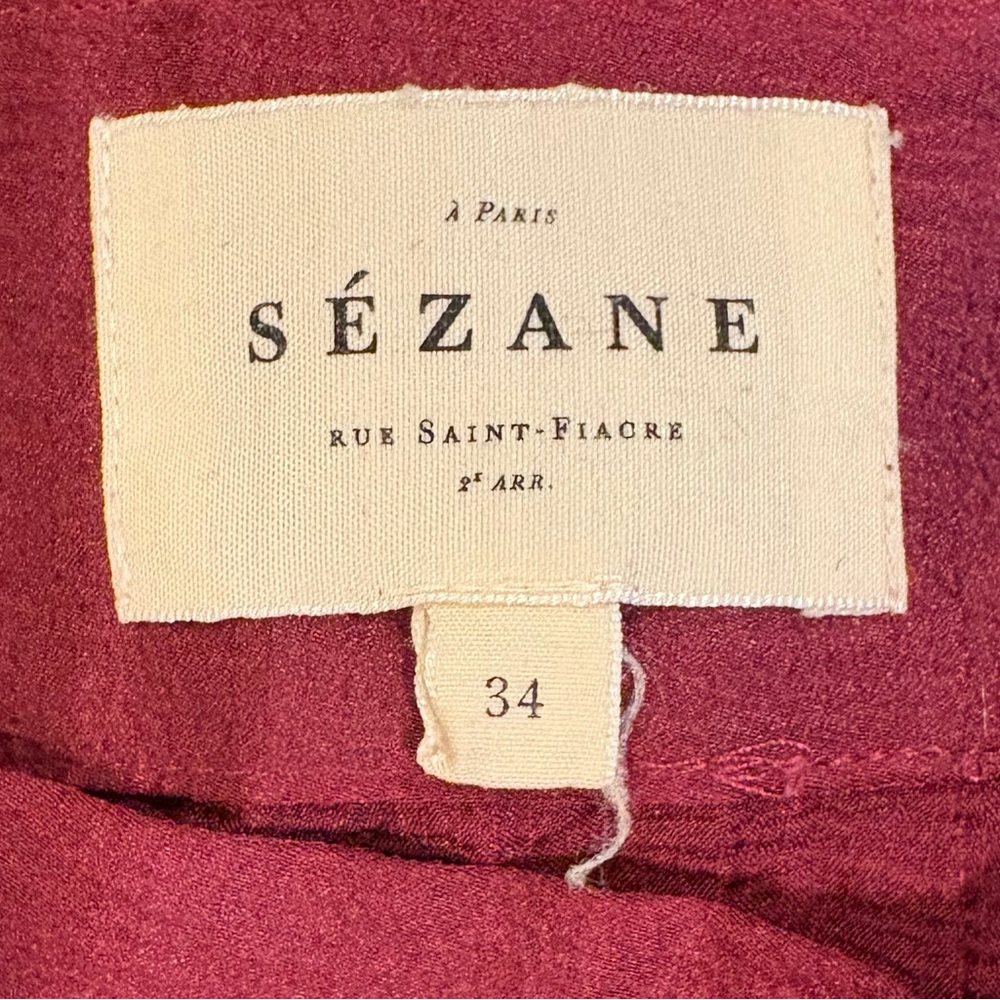 À PARIS
SÉZANE
RUE SAINT-FIACRE
2E ARR.
34